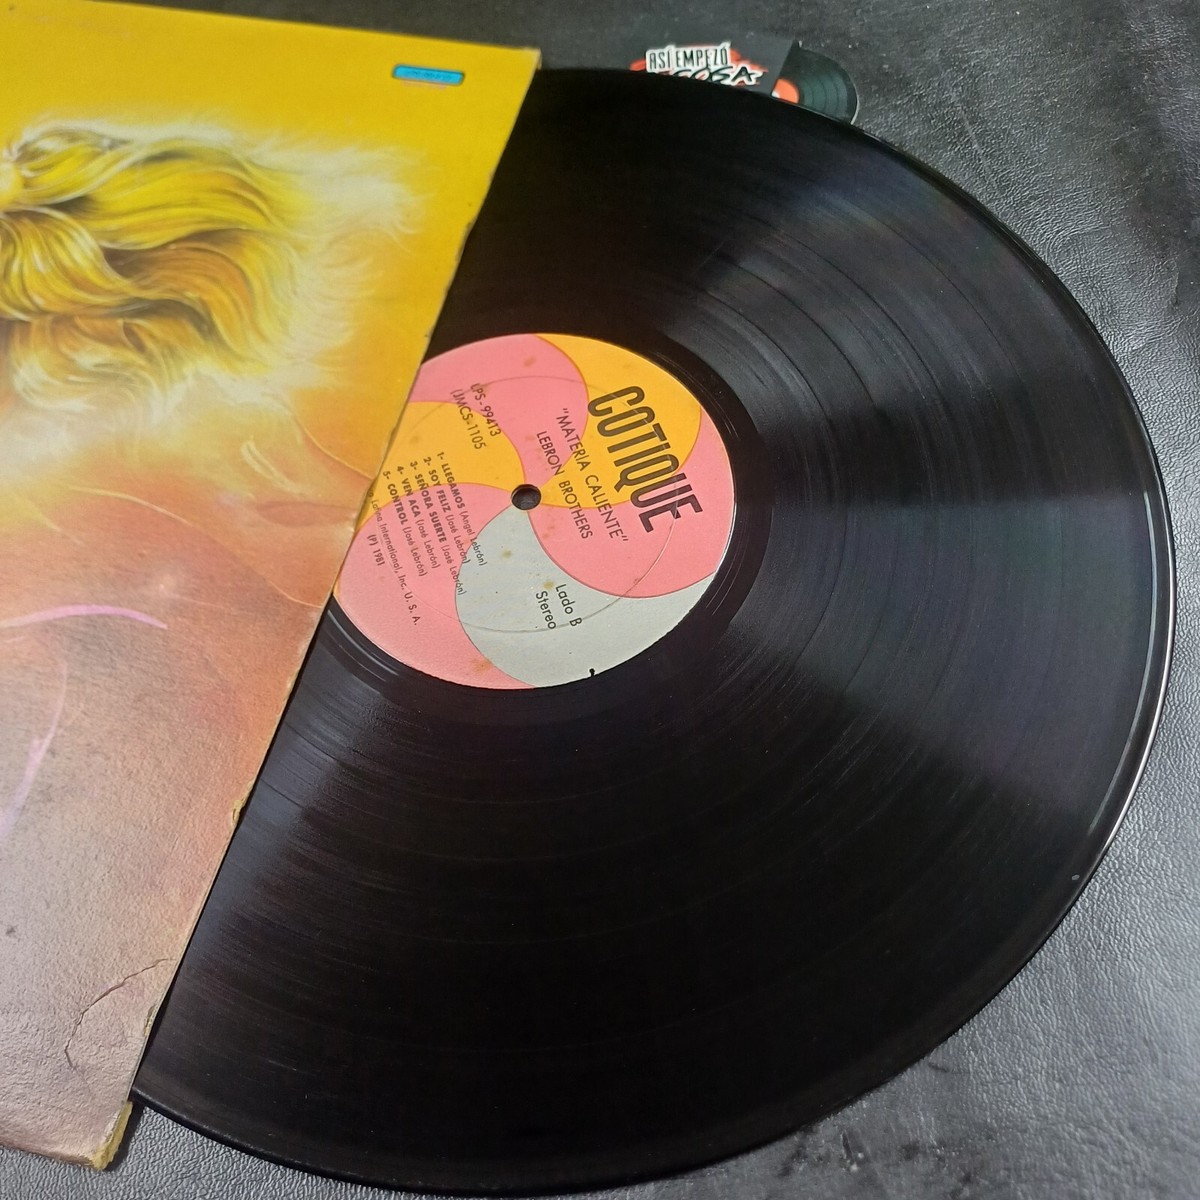 ASÍ EMPEZÓ
COTIQUE
"MATERIA CALIENTE"
LEBRON BROTHERS
LPS-99413
(JMCS-1105
Lado B
Stereo
1- LLEGAMOS (Angel Lebrón)
2- SOY FELIZ (José Lebrón)
3- SEÑORA SUERTE (José Lebrón)
4- VEN ACA (José Lebrón)
5- CONTROL (José Lebrón)
International, Inc. U. S. A.
(P) 1981